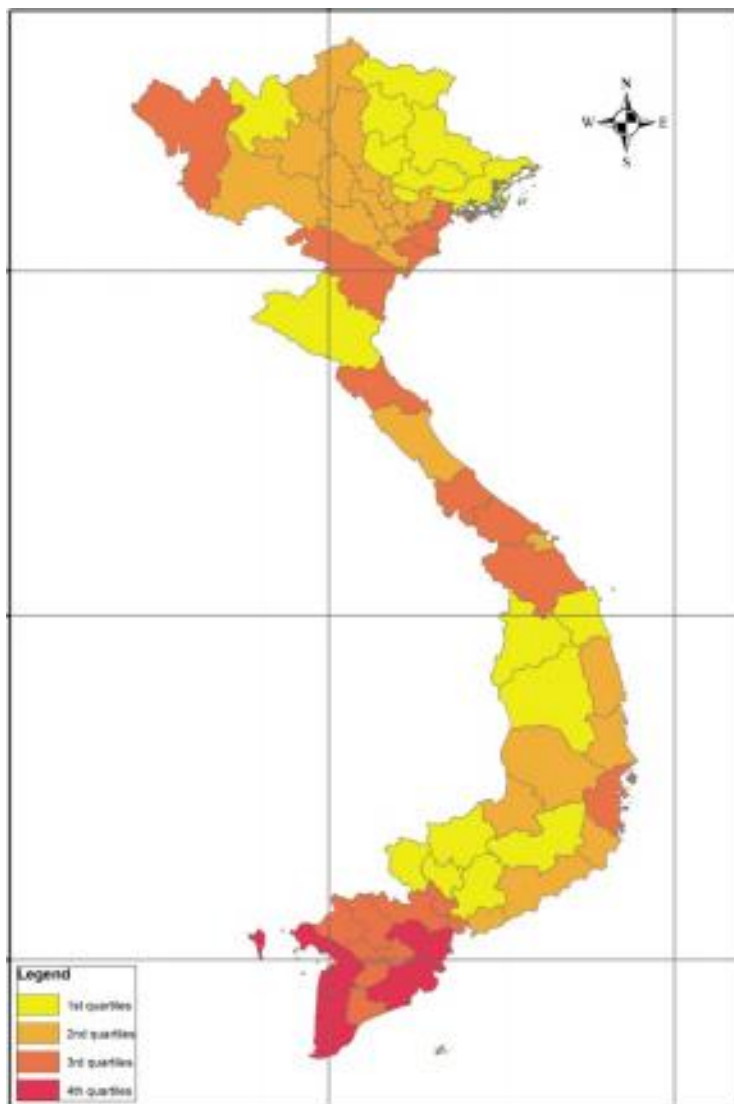 N
W E
S
Legend
1st quartiles
2nd quartiles
3rd quartiles
4th quartiles